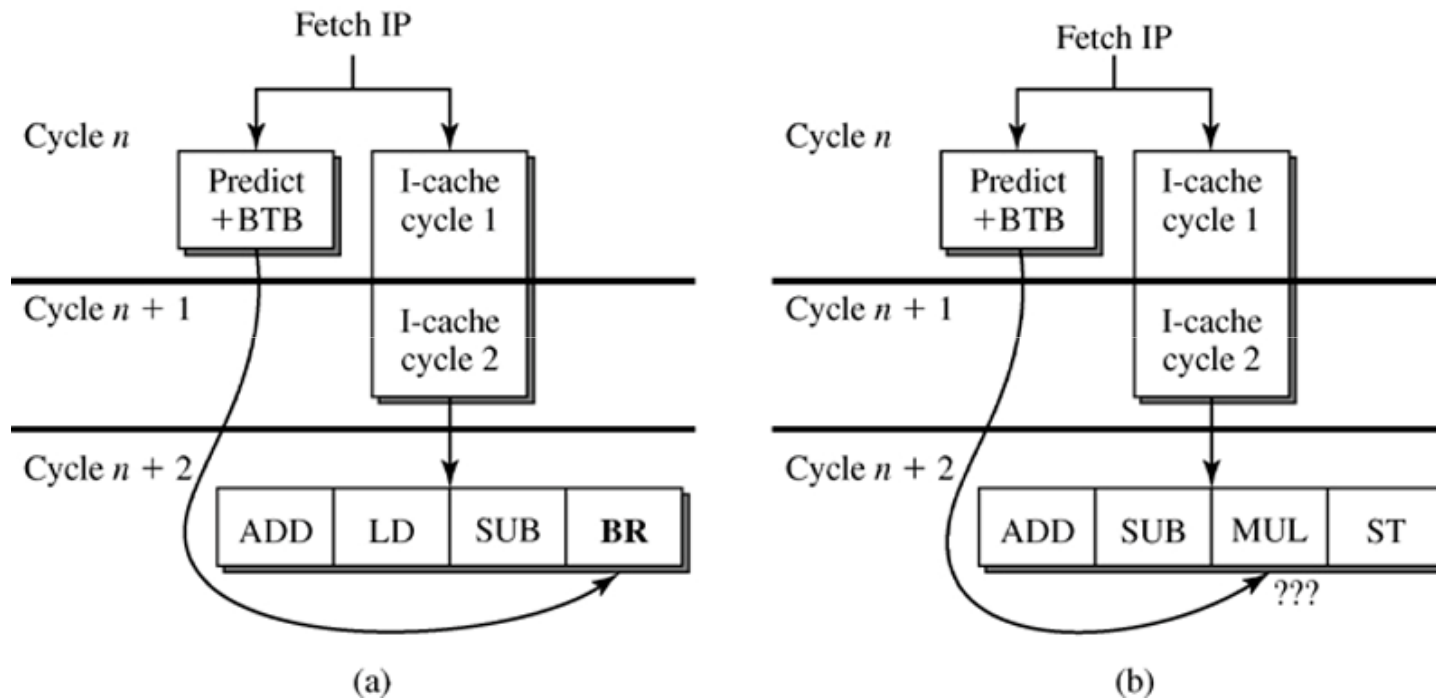 Fetch IP
Cycle n
Predict
+BTB
I-cache
cycle 1
Cycle n + 1
I-cache
cycle 2
Cycle n + 2
ADD LD SUB BR
(a)
Fetch IP
Cycle n
Predict
+BTB
I-cache
cycle 1
Cycle n + 1
I-cache
cycle 2
Cycle n + 2
ADD SUB MUL ST
???
(b)